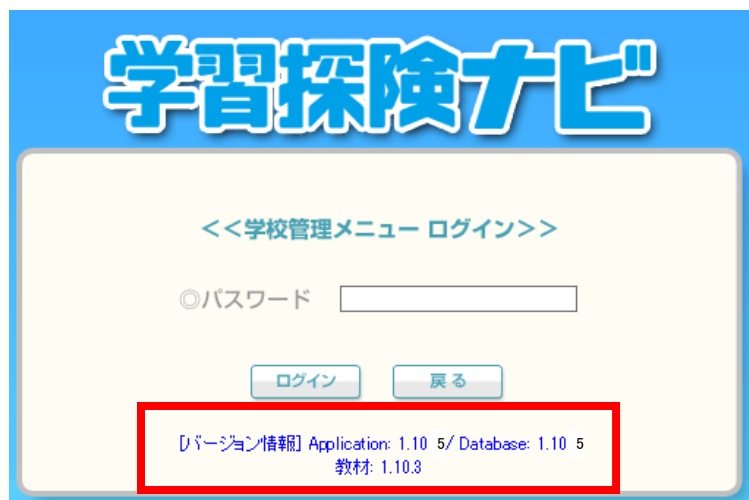 学習探険ナビ
<<学校管理メニュー ログイン>>
◎パスワード
ログイン 戻る
[バージョン情報] Application: 1.10 5/ Database: 1.10 5
教材: 1.10.3